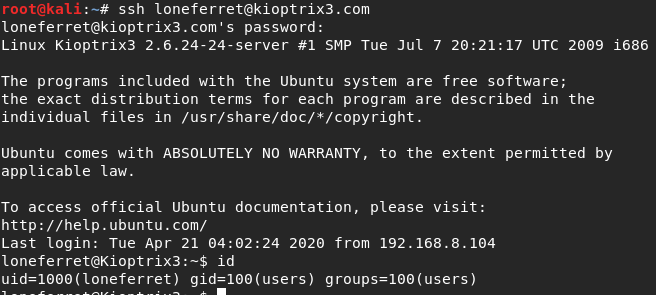 root@kali:~# ssh loneferret@kioptrix3.com
loneferret@kioptrix3.com's password:
Linux Kioptrix3 2.6.24-24-server #1 SMP Tue Jul 7 20:21:17 UTC 2009 i686

The programs included with the Ubuntu system are free software;
the exact distribution terms for each program are described in the
individual files in /usr/share/doc/*/copyright.

Ubuntu comes with ABSOLUTELY NO WARRANTY, to the extent permitted by
applicable law.

To access official Ubuntu documentation, please visit:
http://help.ubuntu.com/
Last login: Tue Apr 21 04:02:24 2020 from 192.168.8.104
loneferret@Kioptrix3:~$ id
uid=1000(loneferret) gid=100(users) groups=100(users)
loneferret@Kioptrix3:~$